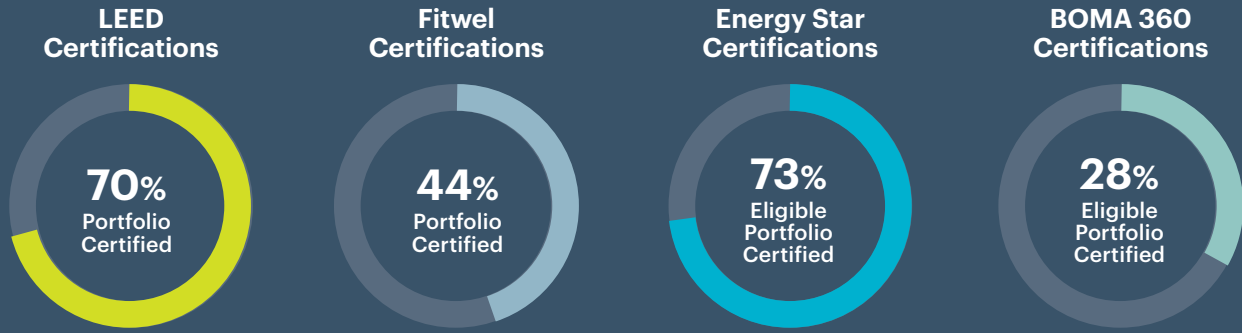 LEED
Certifications
70%
Portfolio
Certified
Fitwel
Certifications
44%
Portfolio
Certified
Energy Star
Certifications
73%
Eligible
Portfolio
Certified
BOMA 360
Certifications
28%
Eligible
Portfolio
Certified